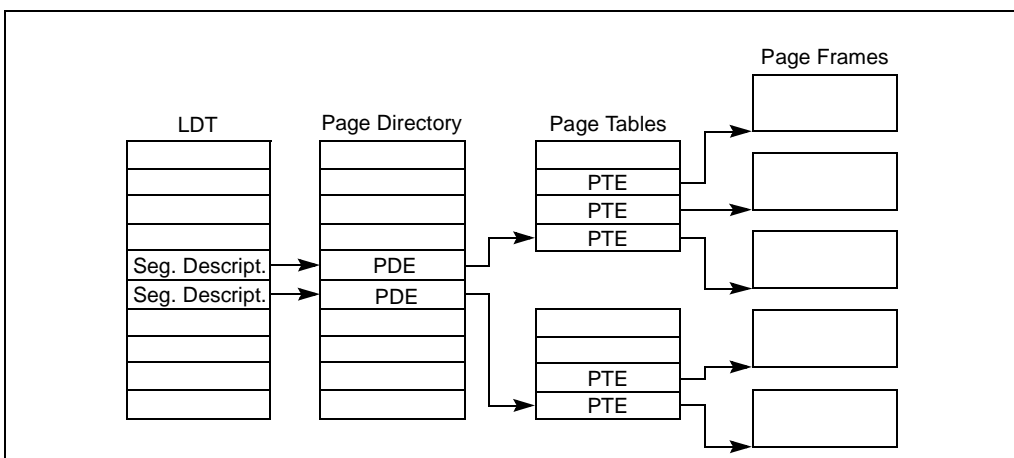 Page Frames
LDT
Page Directory
Page Tables
PTE
PTE
PTE
Seg. Descript.
PDE
Seg. Descript.
PDE
PTE
PTE